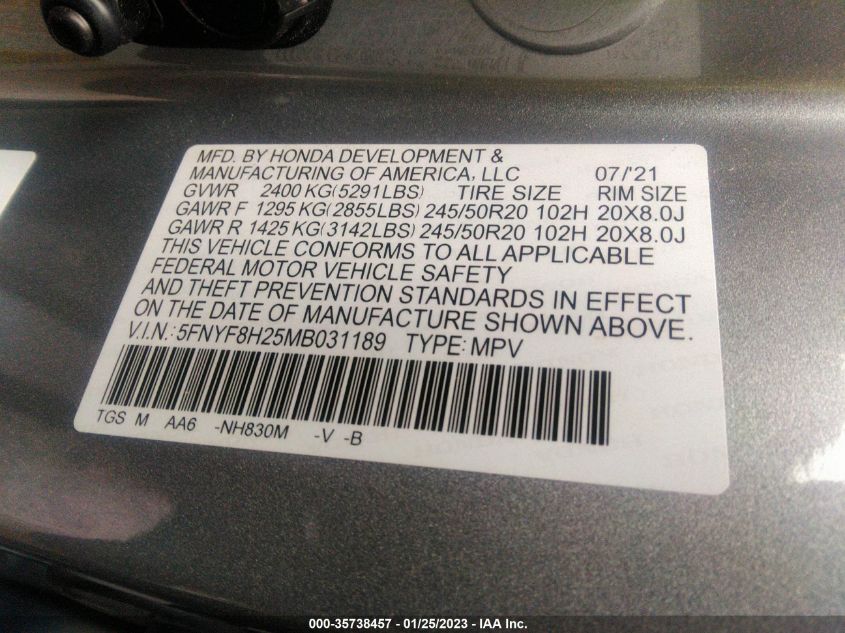 MFD. BY HONDA DEVELOPMENT &
MANUFACTURING OF AMERICA, LLC 07/'21
GVWR 2400 KG(5291LBS) TIRE SIZE RIM SIZE
GAWR F 1295 KG(2855LBS) 245/50R20 102H 20X8.0J
GAWR R 1425 KG(3142LBS) 245/50R20 102H 20X8.0J
THIS VEHICLE CONFORMS TO ALL APPLICABLE
FEDERAL MOTOR VEHICLE SAFETY
AND THEFT PREVENTION STANDARDS IN EFFECT
ON THE DATE OF MANUFACTURE SHOWN ABOVE.
V.I.N.: 5FNYF8H25MB031189 TYPE: MPV
TGS M AA6 -NH830M -V -B
000-35738457 - 01/25/2023 - IAA Inc.